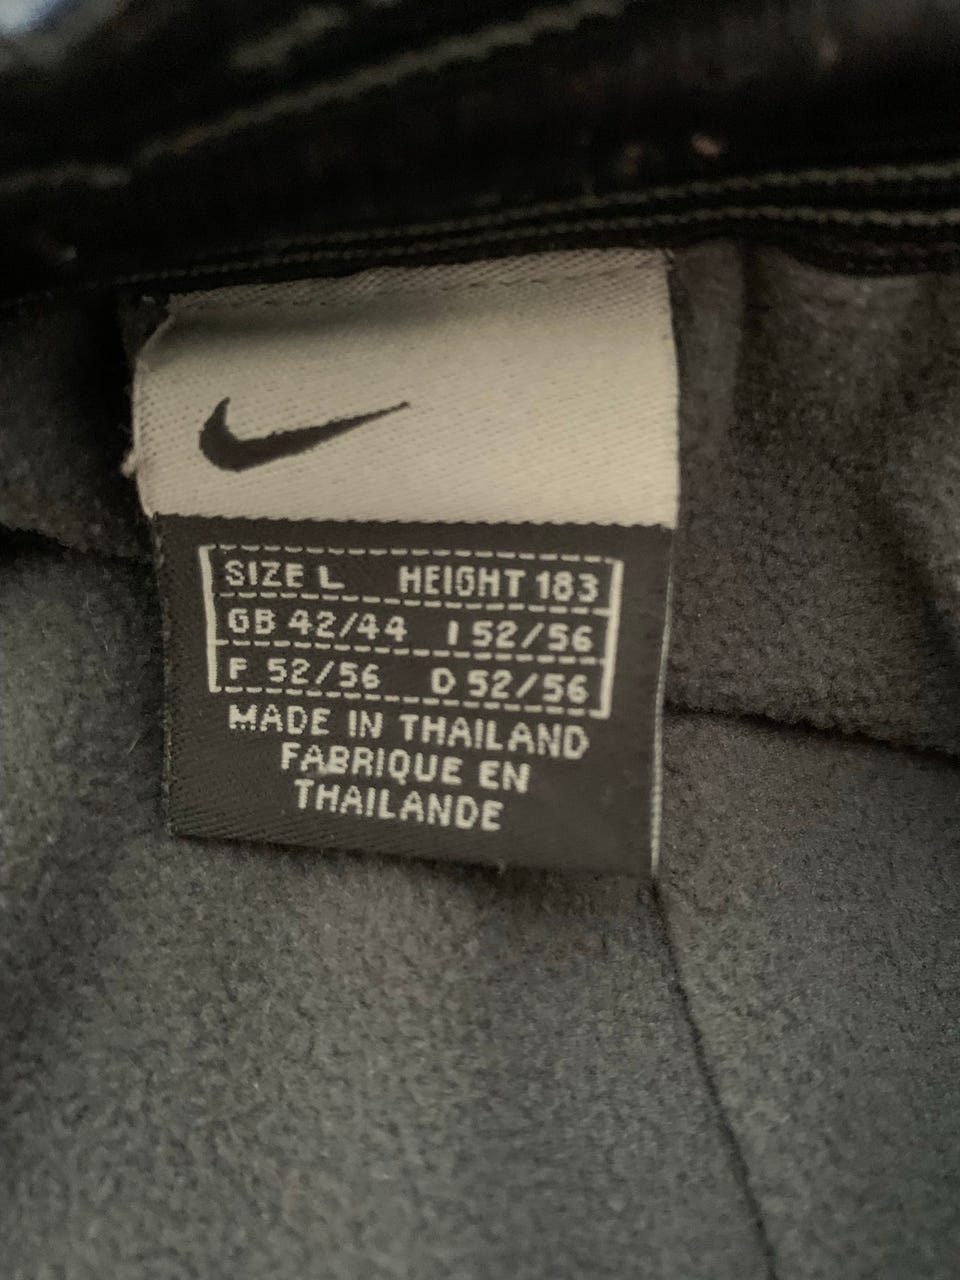 SIZE L HEIGHT 183
GB 42/44 I 52/56
F 52/56 D 52/56
MADE IN THAILAND
FABRIQUE EN
THAILANDE